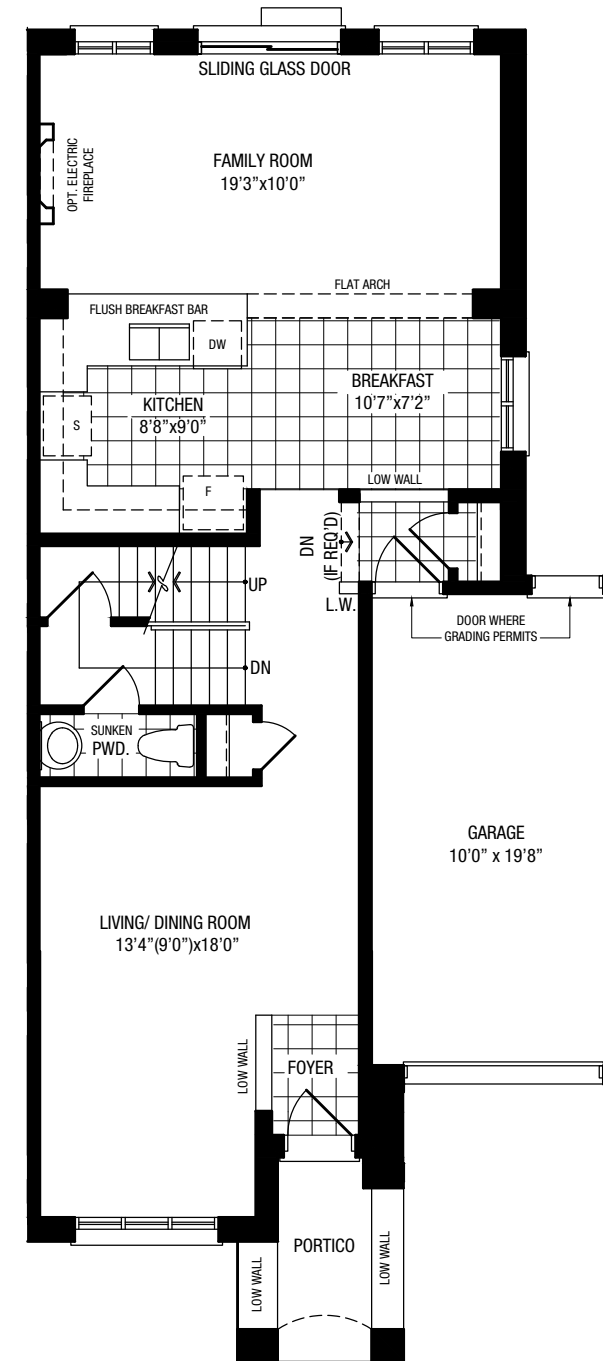 SLIDING GLASS DOOR
FAMILY ROOM
19'3”x10'0”
OPT. ELECTRIC
FIREPLACE
FLAT ARCH
FLUSH BREAKFAST BAR
DW
BREAKFAST
10'7”x7'2”
KITCHEN
8'8”x9'0”
S
F
LOW WALL
DN
(IF REQ'D)
UP
L.W.
DOOR WHERE
GRADING PERMITS
DN
SUNKEN
PWD.
GARAGE
10'0” x 19'8”
LIVING/ DINING ROOM
13'4”(9'0”)x18'0”
LOW WALL
FOYER
PORTICO
LOW WALL
LOW WALL